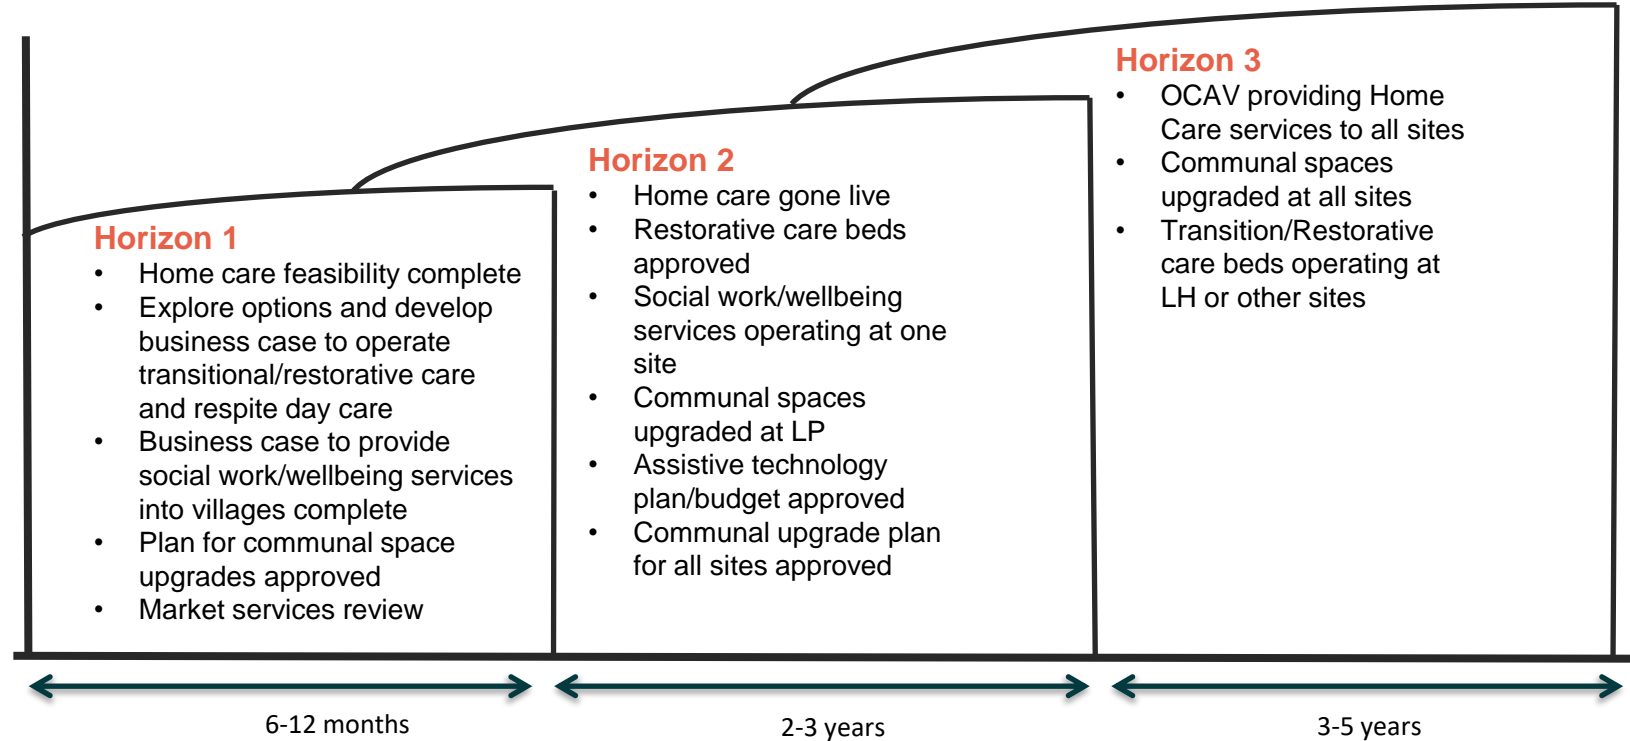 Horizon 1
• Home care feasibility complete
• Explore options and develop
business case to operate
transitional/restorative care
and respite day care
• Business case to provide
social work/wellbeing services
into villages complete
• Plan for communal space
upgrades approved
• Market services review
Horizon 2
• Home care gone live
• Restorative care beds
approved
• Social work/wellbeing
services operating at one
site
• Communal spaces
upgraded at LP
• Assistive technology
plan/budget approved
• Communal upgrade plan
for all sites approved
Horizon 3
• OCAV providing Home
Care services to all sites
• Communal spaces
upgraded at all sites
• Transition/Restorative
care beds operating at
LH or other sites
6-12 months
2-3 years
3-5 years